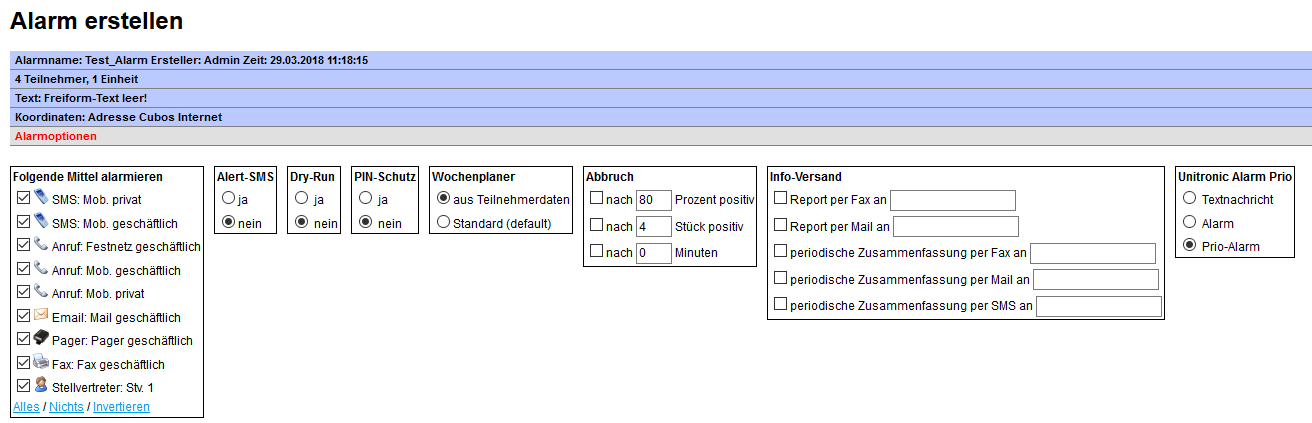 Alarm erstellen
Alarmname: Test_Alarm Ersteller: Admin Zeit: 29.03.2018 11:18:15
4 Teilnehmer, 1 Einheit
Text: Freiform-Text leer!
Koordinaten: Adresse Cubos Internet
Alarmoptionen
Folgende Mittel alarmieren
SMS: Mob. privat
SMS: Mob. geschäftlich
Anruf: Festnetz geschäftlich
Anruf: Mob. geschäftlich
Anruf: Mob. privat
Email: Mail geschäftlich
Pager: Pager geschäftlich
Fax: Fax geschäftlich
Stellvertreter: Stv. 1
Alles / Nichts / Invertieren
Alert-SMS
ja
nein
Dry-Run
ja
nein
PIN-Schutz
ja
nein
Wochenplaner
aus Teilnehmerdaten
Standard (default)
Abbruch
nach 80 Prozent positiv
nach 4 Stück positiv
nach 0 Minuten
Info-Versand
Report per Fax an
Report per Mail an
periodische Zusammenfassung per Fax an
periodische Zusammenfassung per Mail an
periodische Zusammenfassung per SMS an
Unitronic Alarm Prio
Textnachricht
Alarm
Prio-Alarm